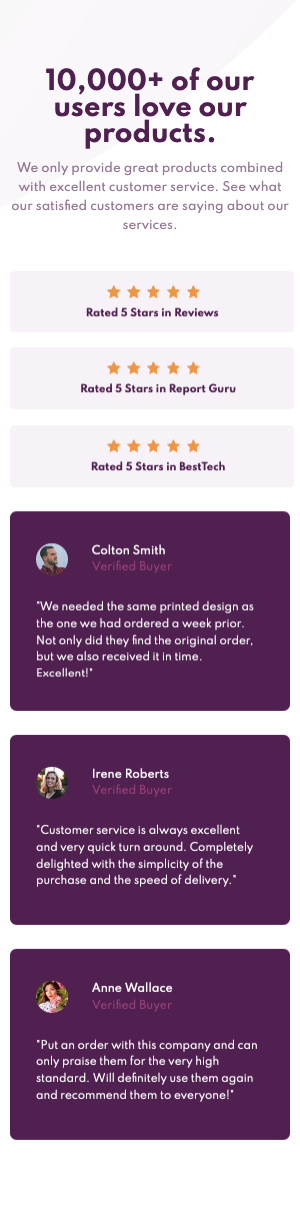 10,000+ of our
users love our
products.
We only provide great products combined
with excellent customer service. See what
our satisfied customers are saying about our
services.
Rated 5 Stars in Reviews
Rated 5 Stars in Report Guru
Rated 5 Stars in BestTech
Colton Smith
Verified Buyer
"We needed the same printed design as
the one we had ordered a week prior.
Not only did they find the original order,
but we also received it in time.
Excellent!"
Irene Roberts
Verified Buyer
"Customer service is always excellent
and very quick turn around. Completely
delighted with the simplicity of the
purchase and the speed of delivery."
Anne Wallace
Verified Buyer
"Put an order with this company and can
only praise them for the very high
standard. Will definitely use them again
and recommend them to everyone!"